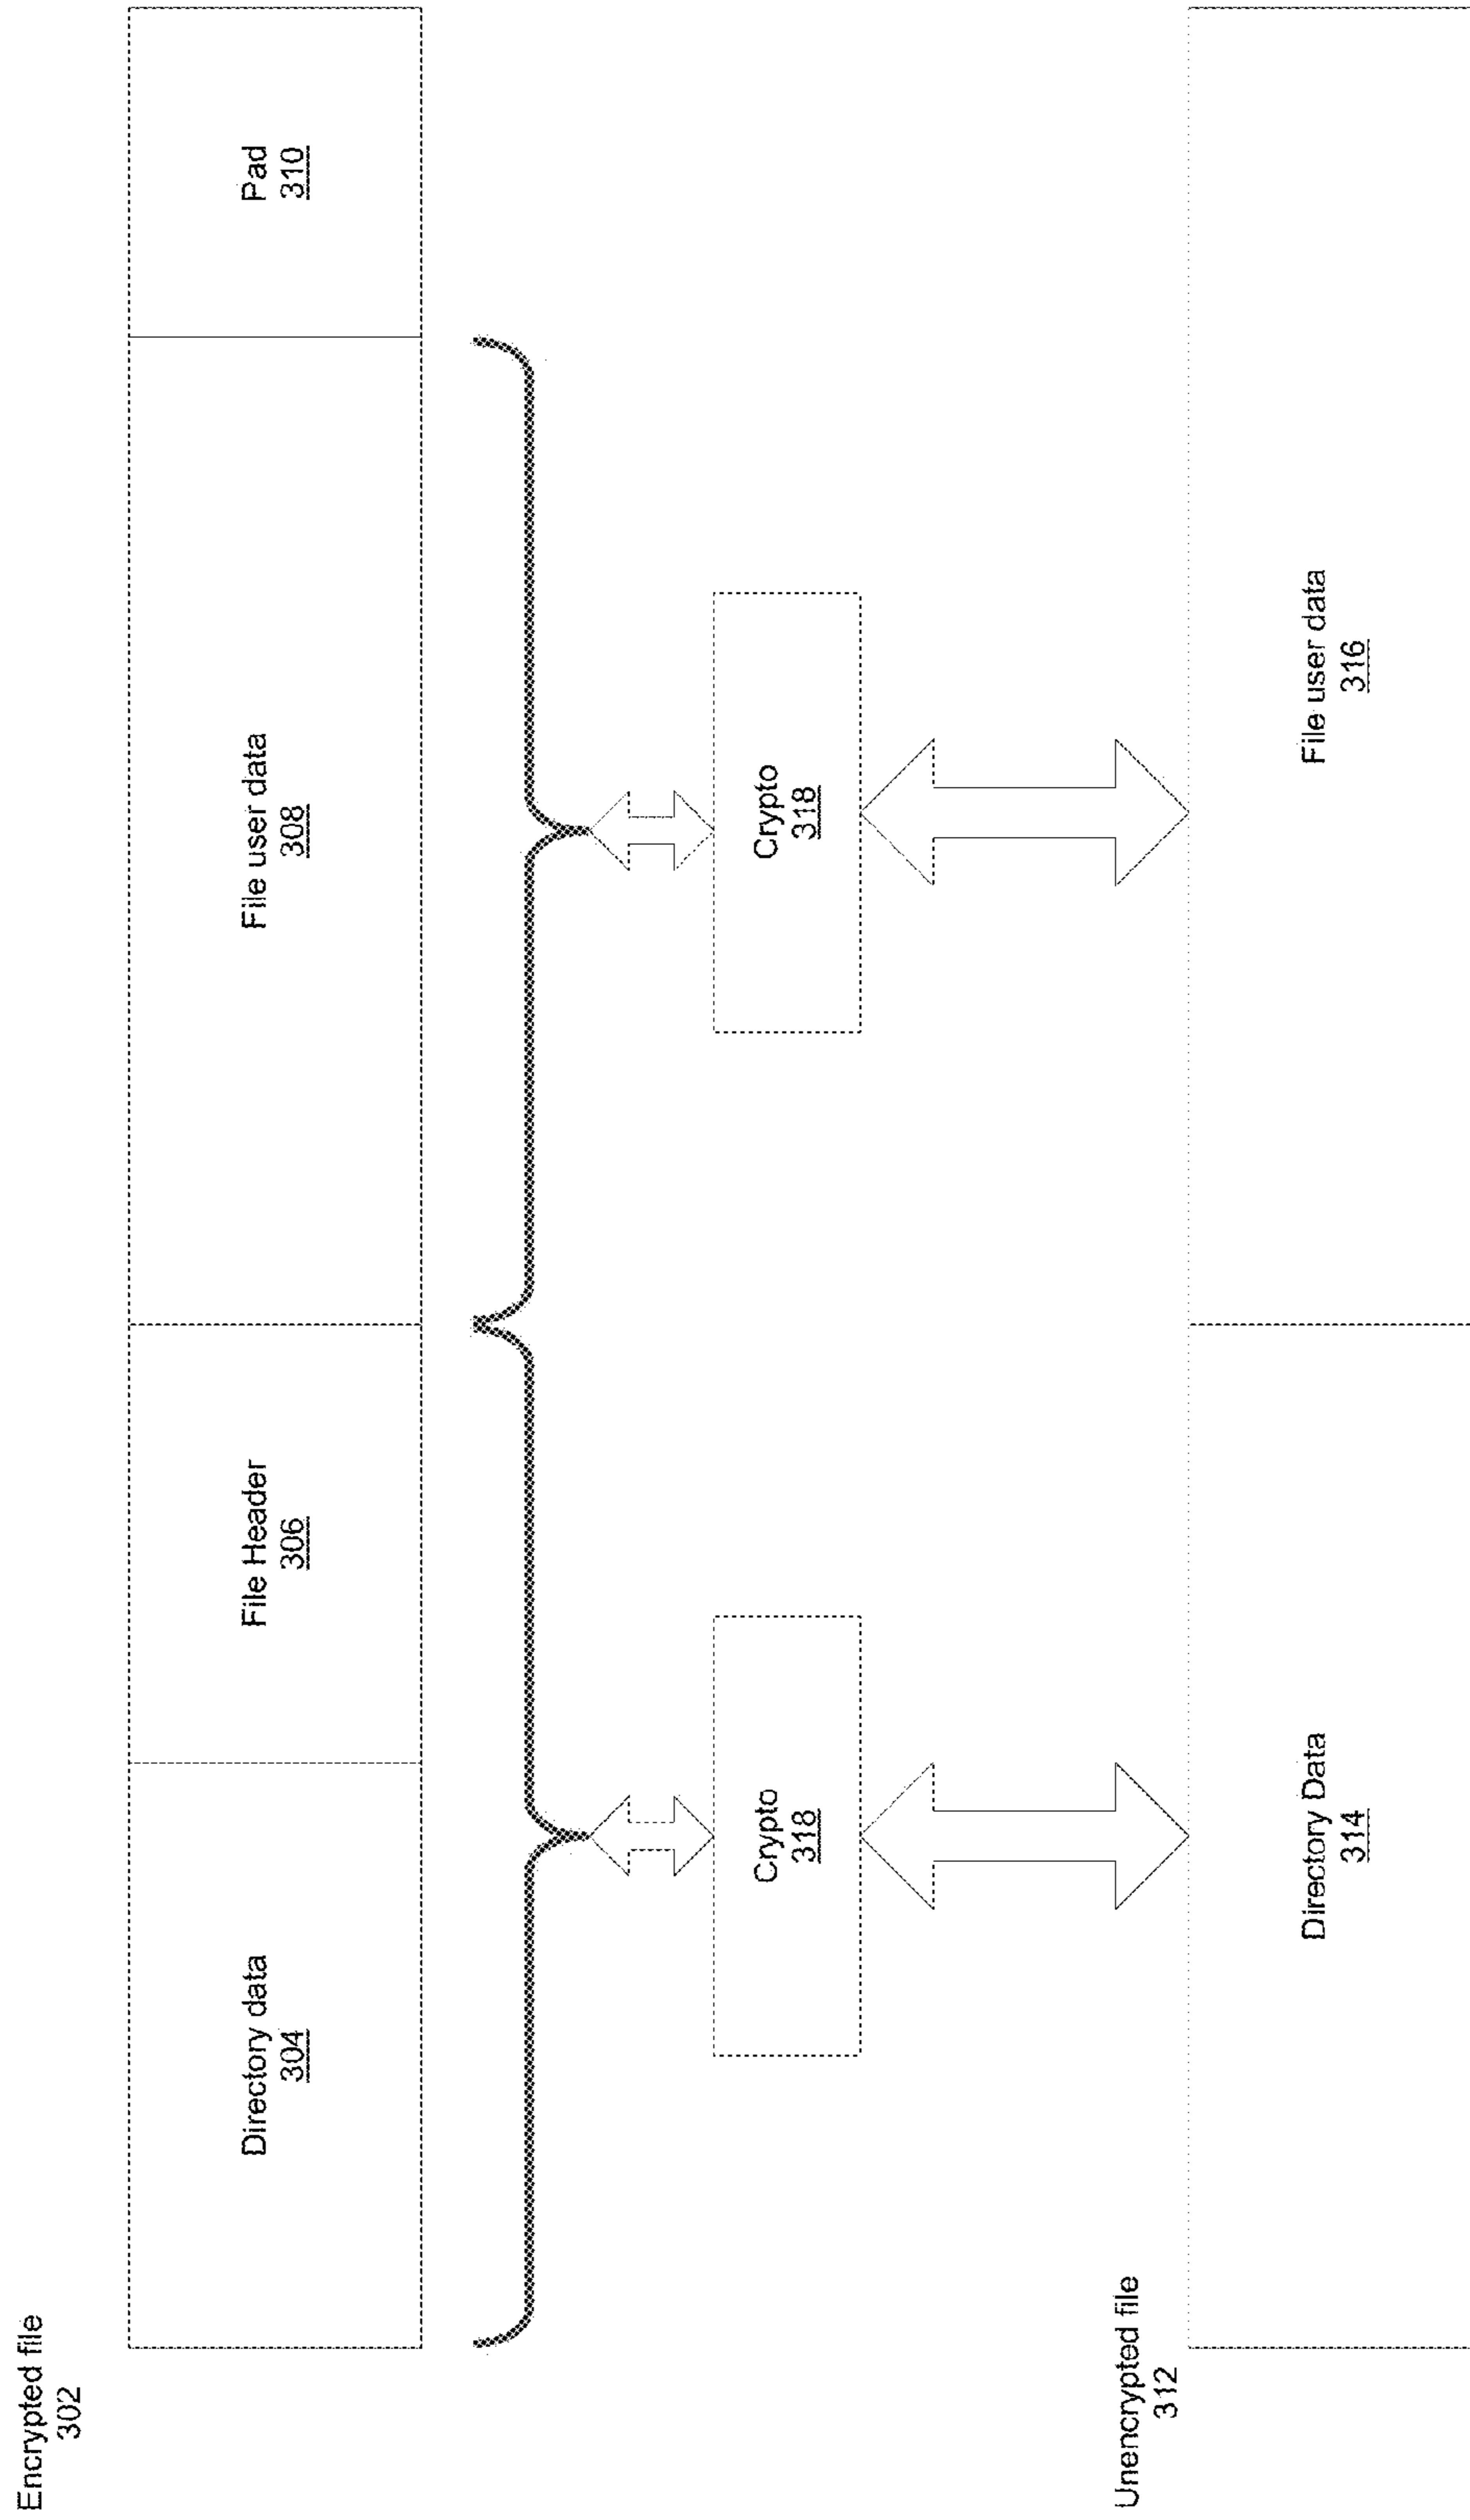 Encrypted file
302
Directory data
304
File Header
306
File user data
308
Pad
310
Crypto
318
Crypto
318
Unencrypted file
312
Directory Data
314
File user data
316